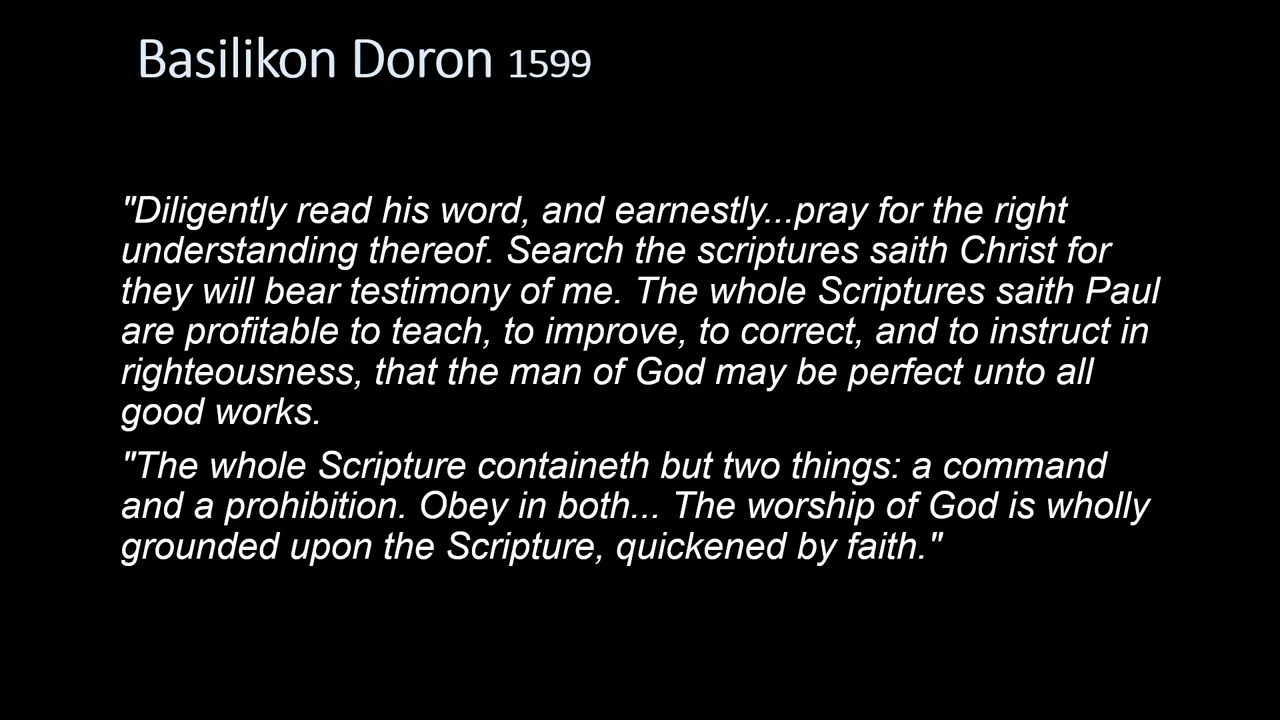 Basilikon Doron 1599
"Diligently read his word, and earnestly...pray for the right
understanding thereof. Search the scriptures saith Christ for
they will bear testimony of me. The whole Scriptures saith Paul
are profitable to teach, to improve, to correct, and to instruct in
righteousness, that the man of God may be perfect unto all
good works.
"The whole Scripture containeth but two things: a command
and a prohibition. Obey in both... The worship of God is wholly
grounded upon the Scripture, quickened by faith."